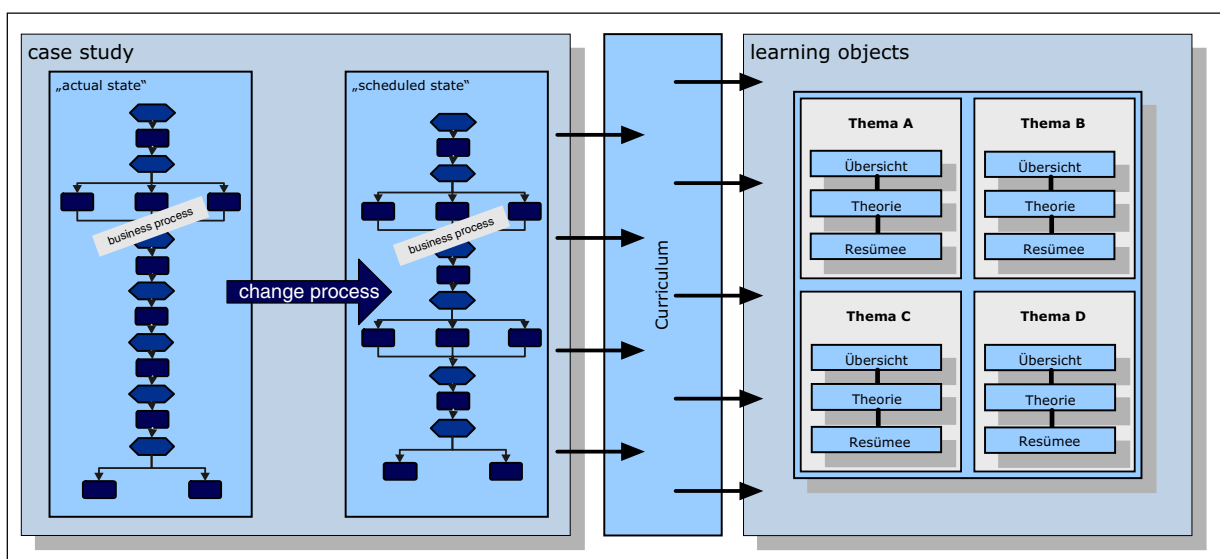 case study
„actual state“
business process
change process
„scheduled state“
business process
Curriculum
learning objects
Thema A
Übersicht
Theorie
Resümee
Thema B
Übersicht
Theorie
Resümee
Thema C
Übersicht
Theorie
Resümee
Thema D
Übersicht
Theorie
Resümee